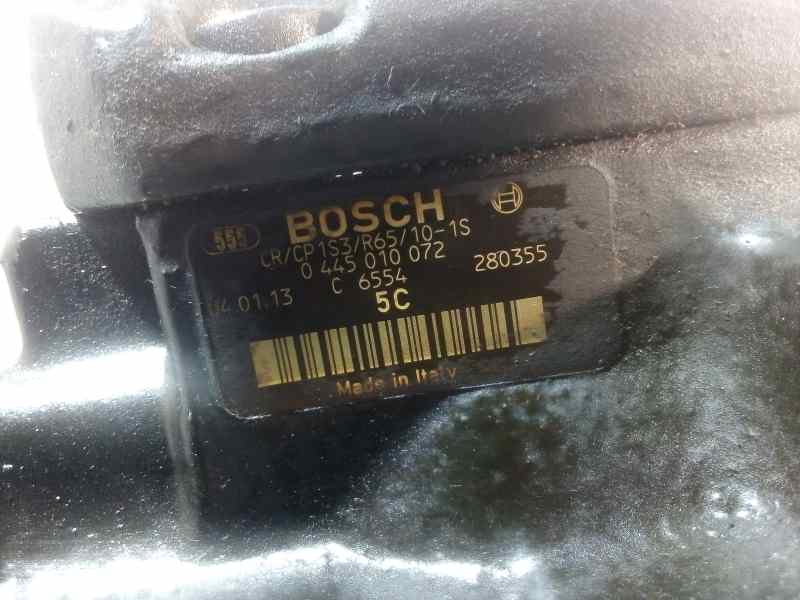 555 BOSCH
CR/CP1S3/R65/10-1S
0 445 010 072
C 6554 280355
04.01.13 5C
Made in Italy